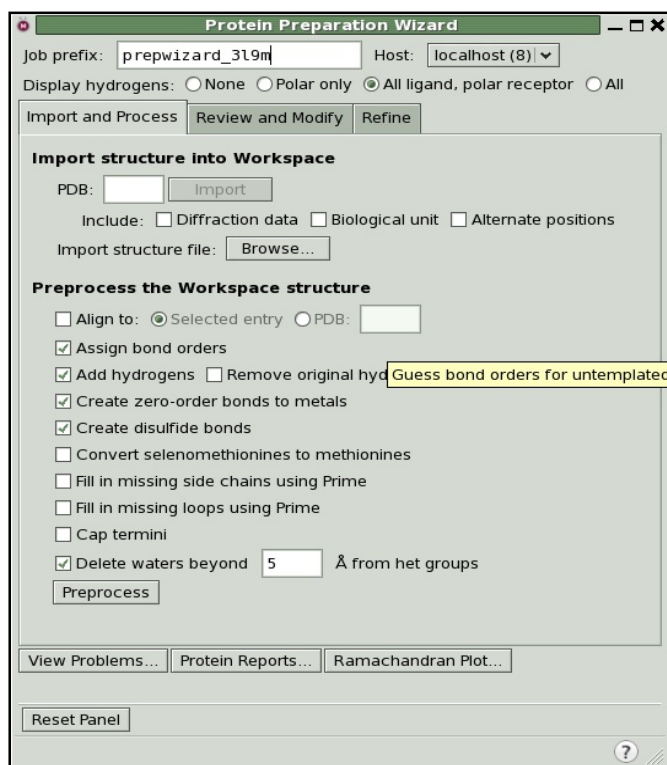 Protein Preparation Wizard
Job prefix: prepwizard_3l9m Host: localhost (8)
Display hydrogens: None Polar only All ligand, polar receptor All
Import and Process Review and Modify Refine
Import structure into Workspace
PDB: Import
Include: Diffraction data Biological unit Alternate positions
Import structure file: Browse...
Preprocess the Workspace structure
Align to: Selected entry PDB:
Assign bond orders
Add hydrogens Remove original hyd Guess bond orders for untemplated
Create zero-order bonds to metals
Create disulfide bonds
Convert selenomethionines to methionines
Fill in missing side chains using Prime
Fill in missing loops using Prime
Cap termini
Delete waters beyond 5 Å from het groups
Preprocess
View Problems... Protein Reports... Ramachandran Plot...
Reset Panel
?